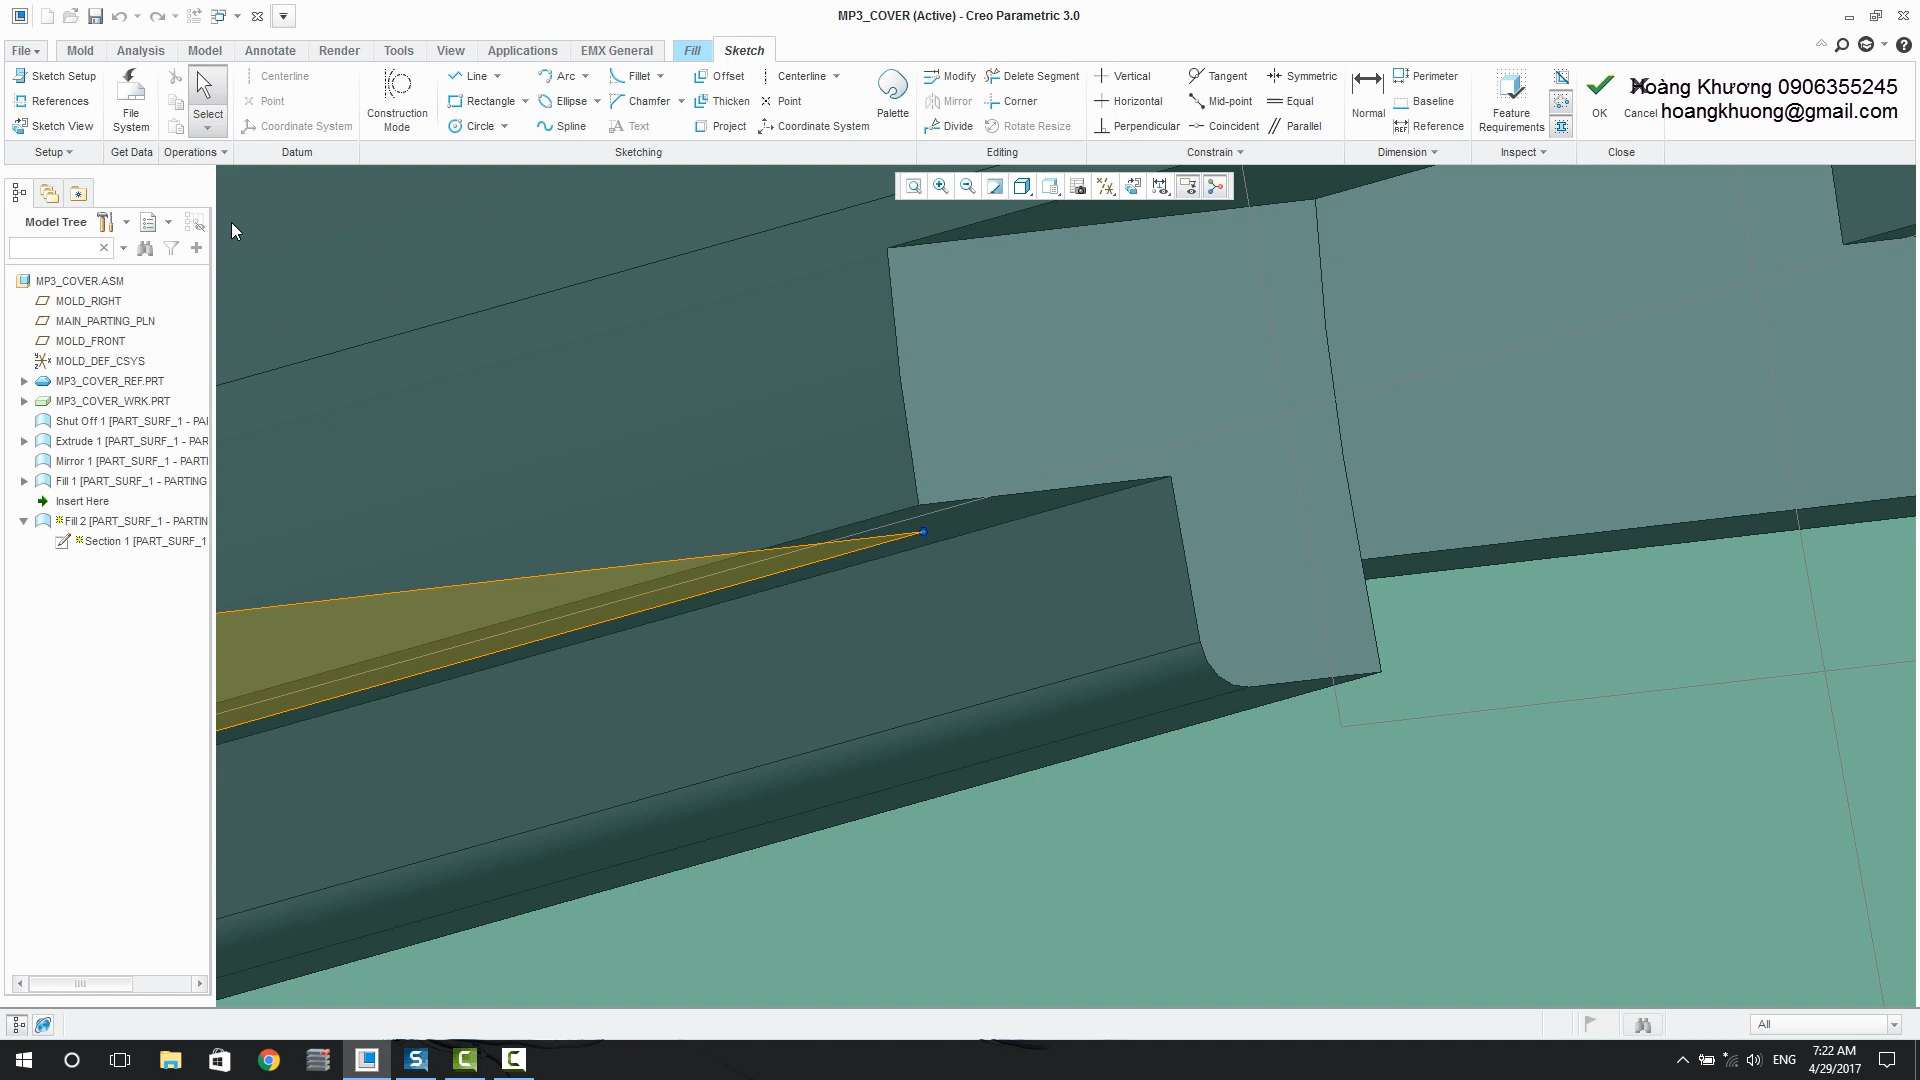 MP3_COVER (Active) - Creo Parametric 3.0
File
Mold
Analysis
Model
Annotate
Render
Tools
View
Applications
EMX General
Fill
Sketch
Sketch Setup
References
Sketch View
Setup
File System
Get Data
Select
Operations
Centerline
Point
Coordinate System
Datum
Construction Mode
Line
Rectangle
Circle
Arc
Ellipse
Spline
Fillet
Chamfer
Text
Offset
Thicken
Project
Centerline
Point
Coordinate System
Palette
Sketching
Modify
Mirror
Divide
Delete Segment
Corner
Rotate Resize
Editing
Vertical
Horizontal
Perpendicular
Tangent
Mid-point
Coincident
Symmetric
Equal
Parallel
Constrain
Normal
Perimeter
Baseline
Reference
Dimension
Feature Requirements
Inspect
OK
Cancel
Close
Hoàng Khương 0906355245
hoangkhuong@gmail.com
Model Tree
MP3_COVER.ASM
MOLD_RIGHT
MAIN_PARTING_PLN
MOLD_FRONT
MOLD_DEF_CSYS
MP3_COVER_REF.PRT
MP3_COVER_WRK.PRT
Shut Off 1 [PART_SURF_1 - PAI
Extrude 1 [PART_SURF_1 - PAR
Mirror 1 [PART_SURF_1 - PARTI
Fill 1 [PART_SURF_1 - PARTING
Insert Here
Fill 2 [PART_SURF_1 - PARTIN
Section 1 [PART_SURF_1
All
ENG
7:22 AM
4/29/2017